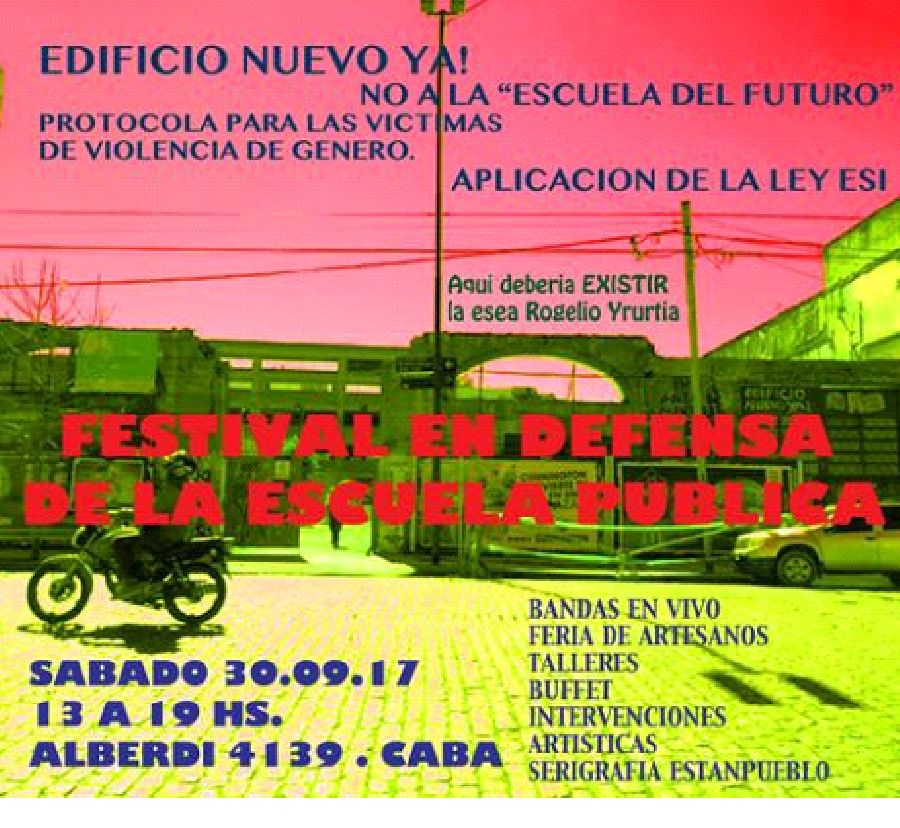 EDIFICIO NUEVO YA!
NO A LA “ESCUELA DEL FUTURO”
PROTOCOLA PARA LAS VICTIMAS
DE VIOLENCIA DE GENERO.
APLICACION DE LA LEY ESI
Aqui deberia EXISTIR
la esea Rogelio Yrurtia
EDIFICIO
FESTIVAL EN DEFENSA
DE LA ESCUELA PUBLICA
SABADO 30.09.17
13 A 19 HS.
ALBERDI 4139 . CABA
BANDAS EN VIVO
FERIA DE ARTESANOS
TALLERES
BUFFET
INTERVENCIONES
ARTISTICAS
SERIGRAFIA ESTANPUEBLO